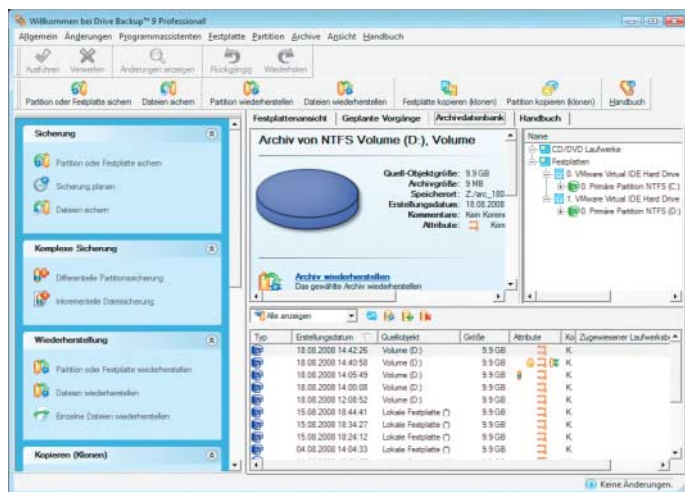 Willkommen bei Drive Backup™ 9 Professional
Allgemein Änderungen Programmassistenten Festplatte Partition Archive Ansicht Handbuch
Ausführen Verwerfen Änderungen anzeigen Rückgängig Wiederholen
Partition oder Festplatte sichern Dateien sichern Partition wiederherstellen Dateien wiederherstellen Festplatte kopieren (klonen) Partition kopieren (klonen) Handbuch
Festplattenansicht Geplante Vorgänge Archivdatenbank Handbuch
Sicherung
Partition oder Festplatte sichern
Sicherung planen
Dateien sichern
Komplexe Sicherung
Differentielle Partitionssicherung
Inkrementelle Dateisicherung
Wiederherstellung
Partition oder Festplatte wiederherstellen
Dateien wiederherstellen
Einzelne Dateien wiederherstellen
Kopieren (Klonen)
Archiv von NTFS Volume (D:), Volume
Quell-Objektgröße: 9.9 GB
Archivgröße: 9 MB
Speicherort: Z:/arc_180
Erstellungsdatum: 18.08.2008
Kommentare: Kein Komme
Attribute: Kom
Archiv wiederherstellen
Das gewählte Archiv wiederherstellen
Name
CD/DVD Laufwerke
Festplatten
0. VMware Virtual IDE Hard Drive
0. Primäre Partition NTFS (C:)
1. VMware Virtual IDE Hard Drive
0. Primäre Partition NTFS (D:)
Alle anzeigen
Typ Erstellungsdatum Quellobjekt Größe Attribute Ko Zugewiesener Laufwerksbu
18.08.2008 14:42:26 Volume (D:) 9.9 GB K
18.08.2008 14:40:59 Volume (D:) 9.9 GB K
18.08.2008 14:05:49 Volume (D:) 9.9 GB K
18.08.2008 14:00:08 Volume (D:) 9.9 GB K
18.08.2008 12:08:52 Volume (D:) 9.9 GB K
15.08.2008 18:44:41 Lokale Festplatte (*) 9.9 GB K
15.08.2008 18:34:27 Lokale Festplatte (*) 9.9 GB K
15.08.2008 18:24:12 Lokale Festplatte (*) 9.9 GB K
04.08.2008 14:04:33 Lokale Festplatte (*) 9.9 GB K
Keine Änderungen.